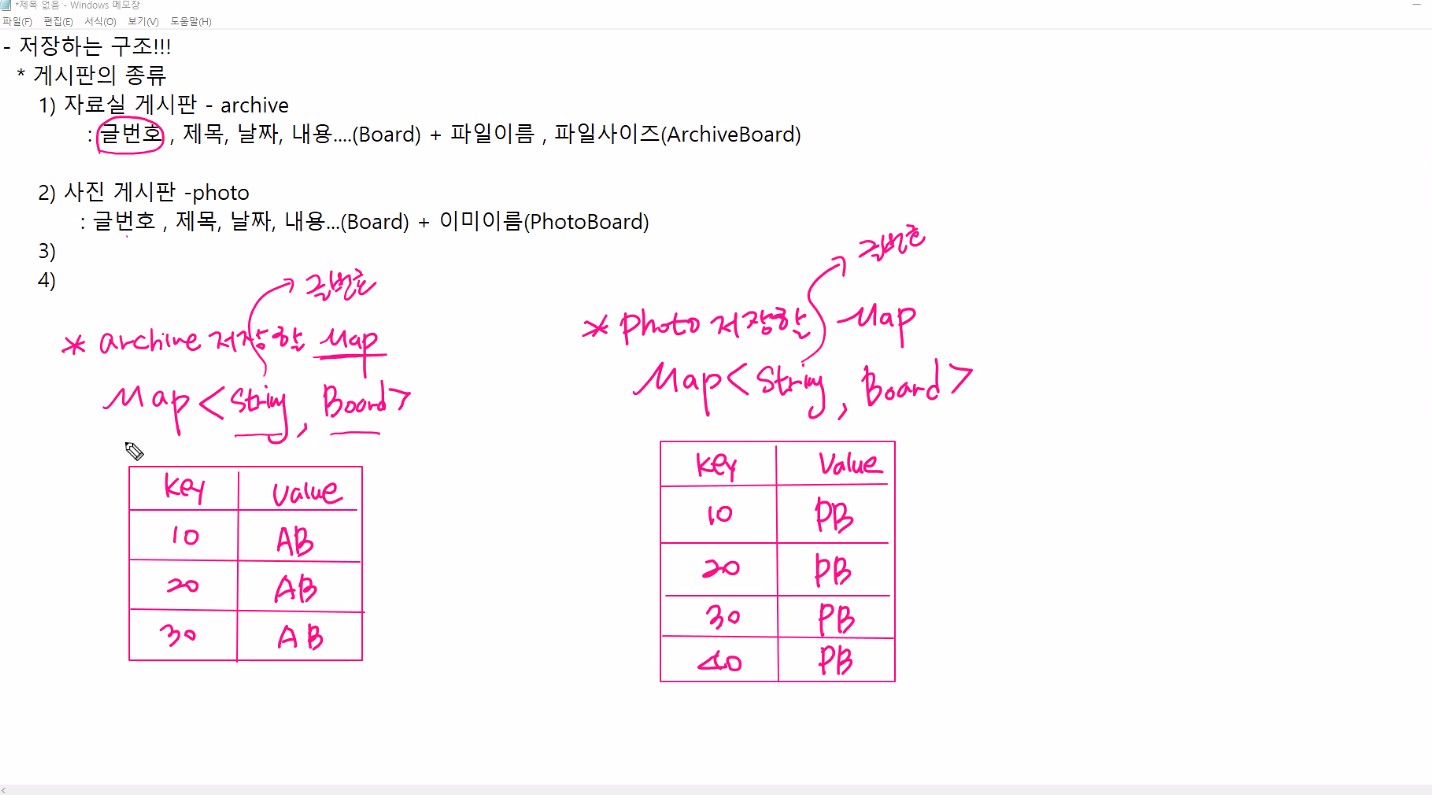 *제목 없음 - Windows 메모장
파일(F) 편집(E) 서식(O) 보기(V) 도움말(H)
- 저장하는 구조!!!
* 게시판의 종류
1) 자료실 게시판 - archive
: 글번호 , 제목, 날짜, 내용....(Board) + 파일이름 , 파일사이즈(ArchiveBoard)
2) 사진 게시판 -photo
: 글번호 , 제목, 날짜, 내용...(Board) + 이미이름(PhotoBoard)
3)
4)
글번호
* archive 저장할 Map
Map<String, Board>
key value
10 AB
20 AB
30 AB
글번호
* photo 저장할 Map
Map<String, Board>
key value
10 PB
20 PB
30 PB
40 PB